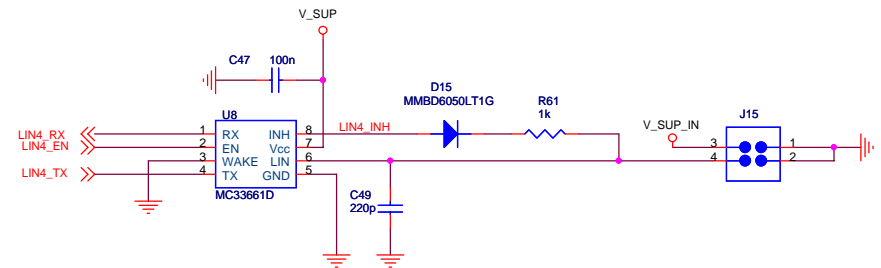 V_SUP
C47 100n
D15
MMBD6050LT1G
R61
1k
U8
LIN4_RX 1 RX INH 8 LIN4_INH
LIN4_EN 2 EN Vcc 7
3 WAKE LIN 6
LIN4_TX 4 TX GND 5
MC33661D
C49
220p
V_SUP_IN
J15
3 1
4 2